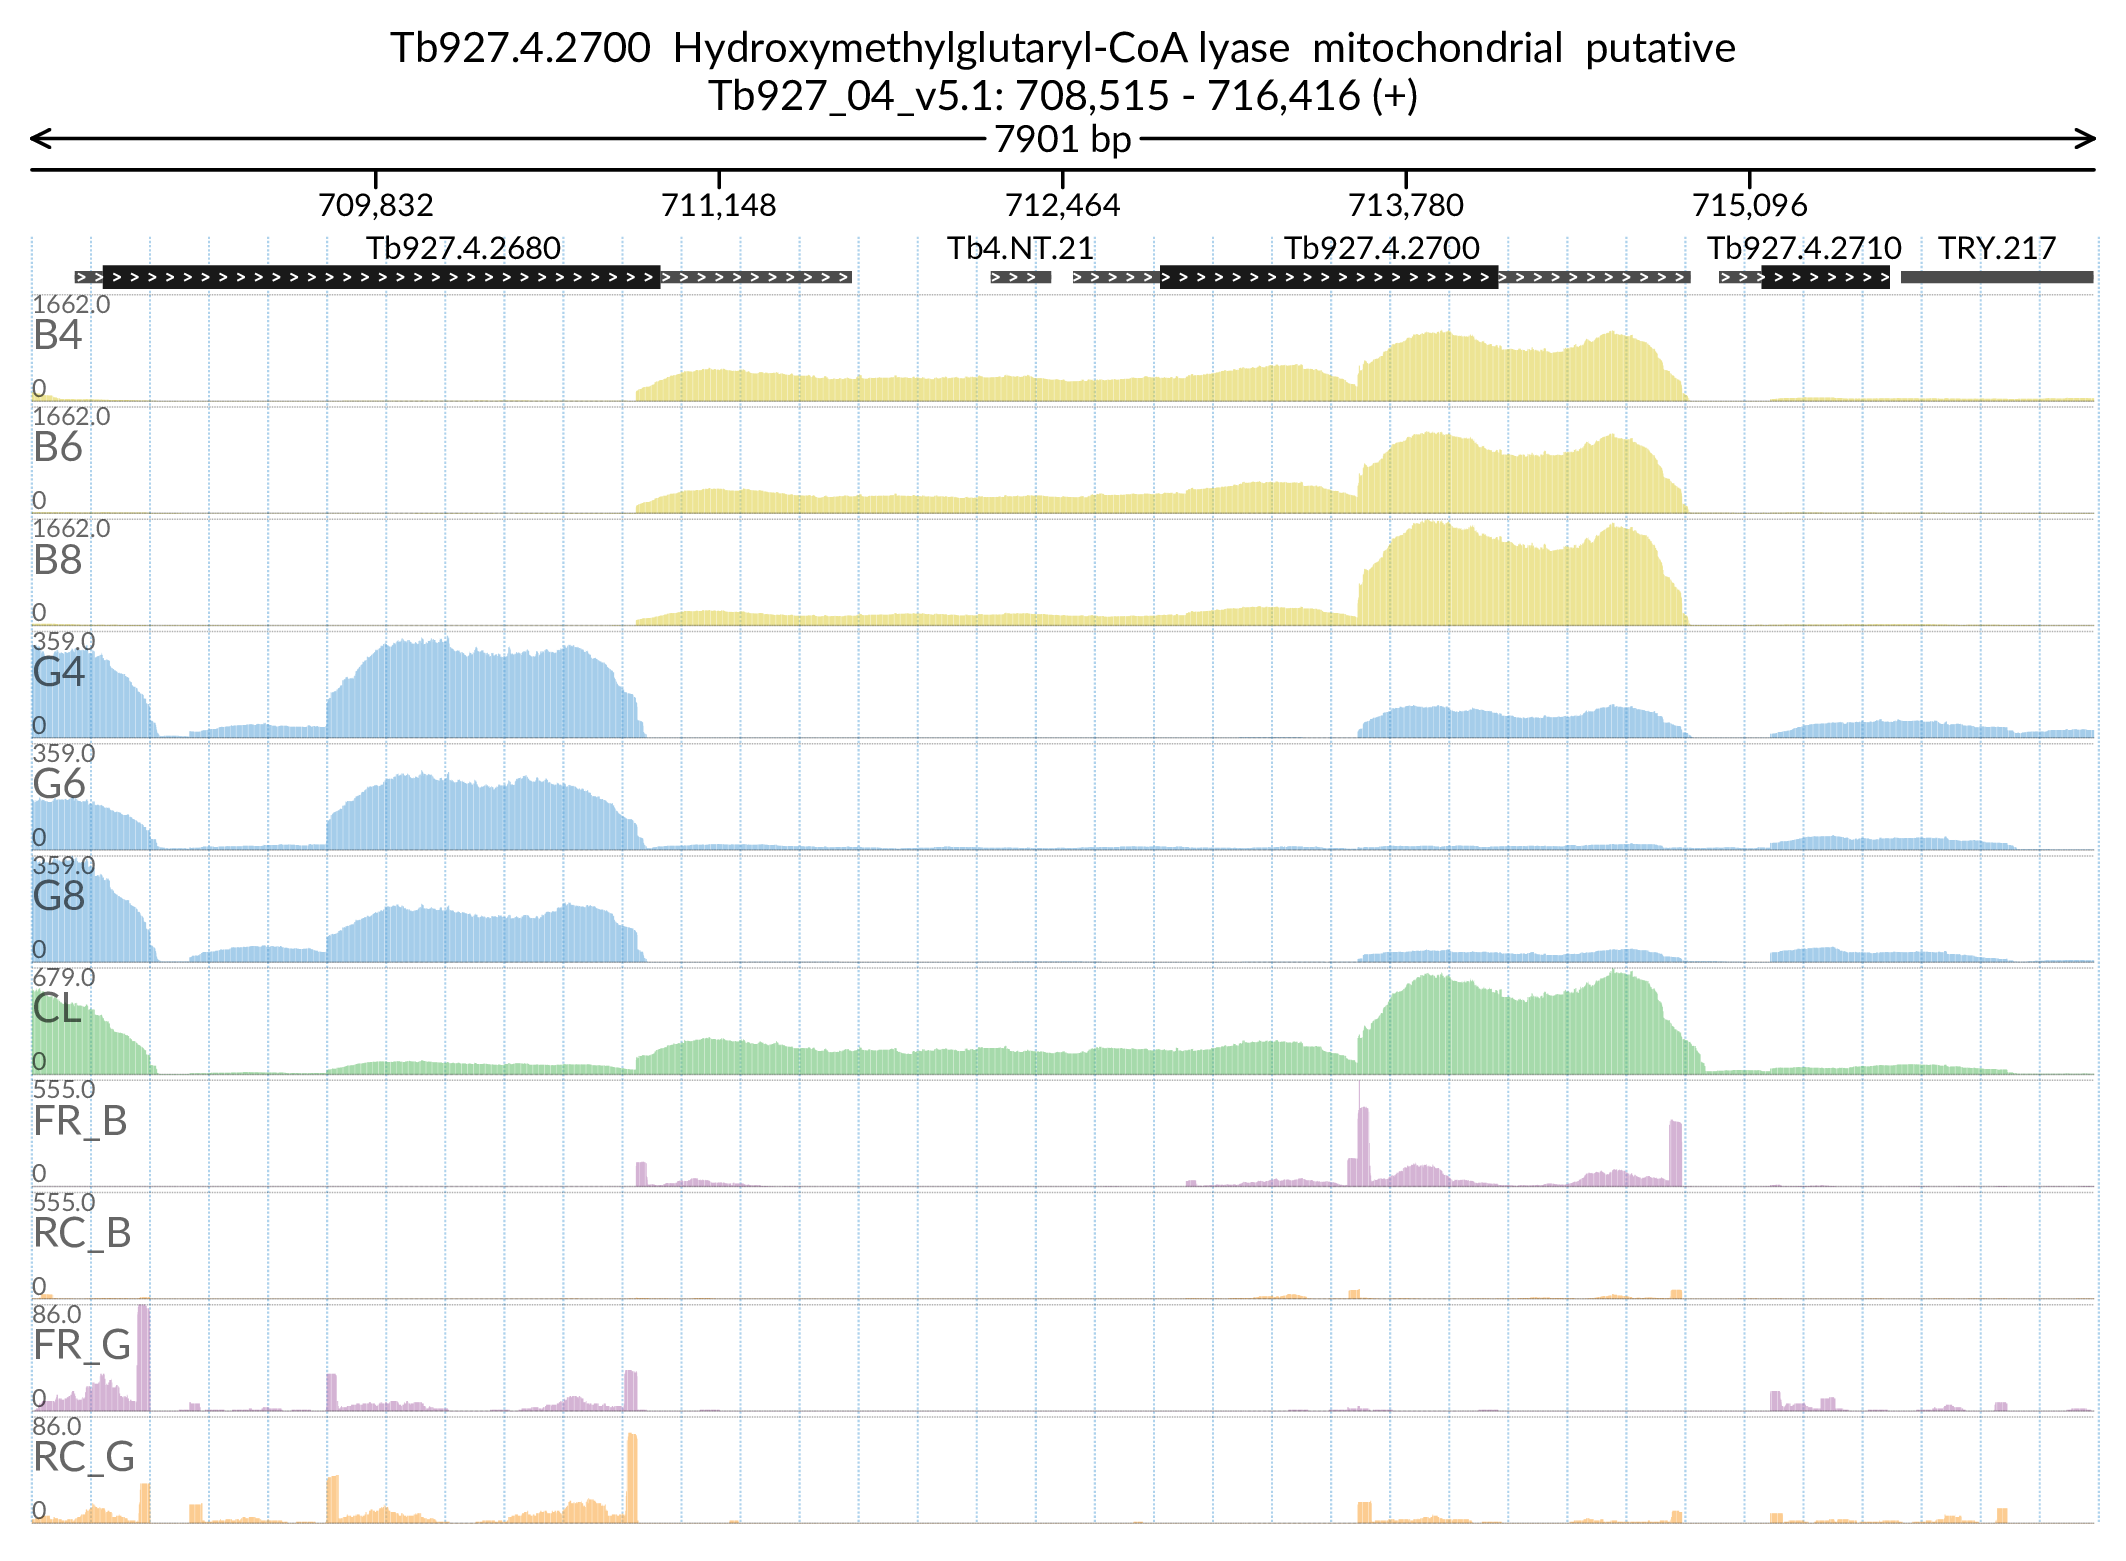 Tb927.4.2700 Hydroxymethylglutaryl-CoA lyase mitochondrial putative
Tb927_04_v5.1: 708,515 - 716,416 (+)
7901 bp
709,832 711,148 712,464 713,780 715,096
Tb927.4.2680 Tb4.NT.21 Tb927.4.2700 Tb927.4.2710 TRY.217
1662.0
B4
0
1662.0
B6
0
1662.0
B8
0
359.0
G4
0
359.0
G6
0
359.0
G8
0
679.0
CL
0
555.0
FR_B
0
555.0
RC_B
0
86.0
FR_G
0
86.0
RC_G
0